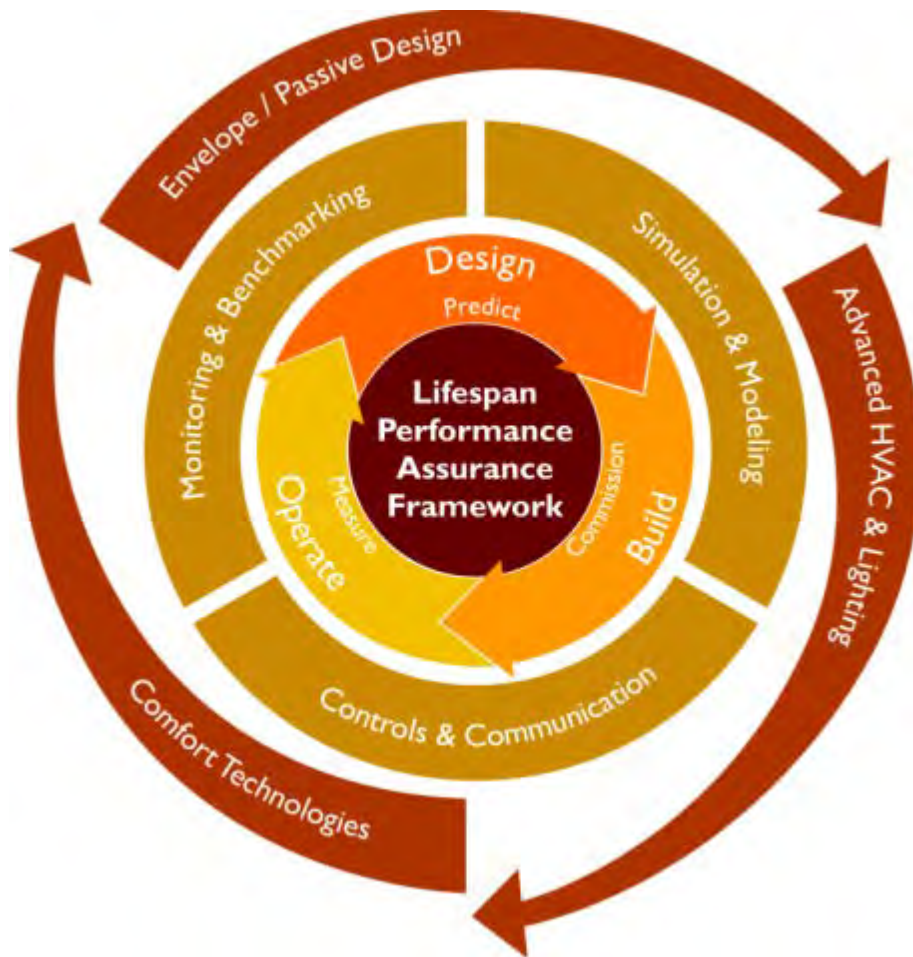 Envelope / Passive Design
Advanced HVAC & Lighting
Comfort Technologies
Monitoring & Benchmarking
Simulation & Modeling
Controls & Communication
Design
Predict
Build
Commission
Operate
Measure
Lifespan
Performance
Assurance
Framework